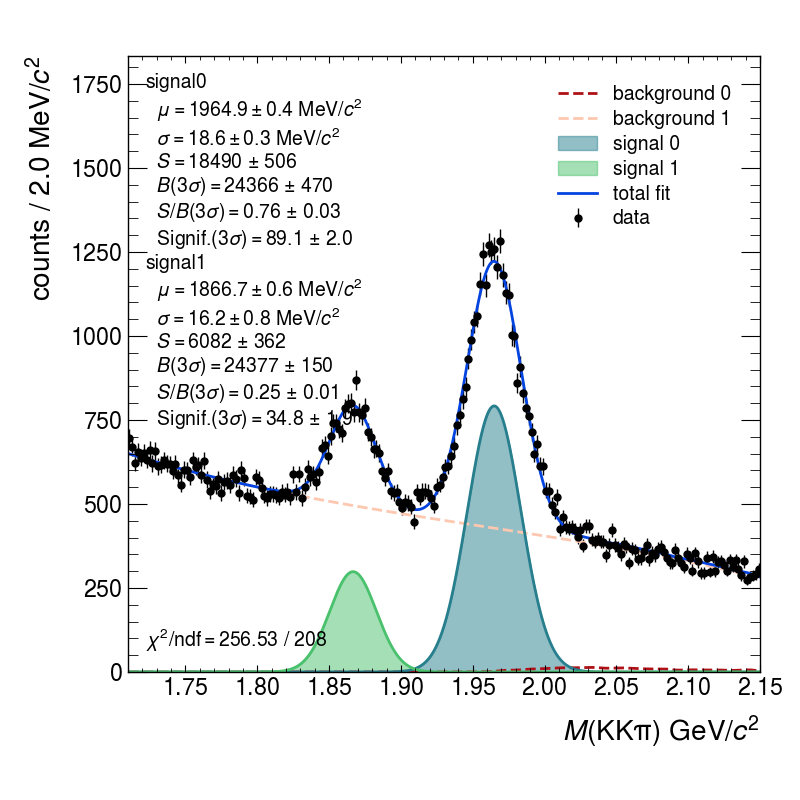 counts / 2.0 MeV/c²
1750
1500
1250
1000
750
500
250
0
signal0
μ = 1964.9 ± 0.4 MeV/c²
σ = 18.6 ± 0.3 MeV/c²
S = 18490 ± 506
B(3σ) = 24366 ± 470
S/B(3σ) = 0.76 ± 0.03
Signif.(3σ) = 89.1 ± 2.0
signal1
μ = 1866.7 ± 0.6 MeV/c²
σ = 16.2 ± 0.8 MeV/c²
S = 6082 ± 362
B(3σ) = 24377 ± 150
S/B(3σ) = 0.25 ± 0.01
Signif.(3σ) = 34.8 ± 1.9
χ²/ndf = 256.53 / 208
background 0
background 1
signal 0
signal 1
total fit
data
1.75 1.80 1.85 1.90 1.95 2.00 2.05 2.10 2.15
M(KKπ) GeV/c²